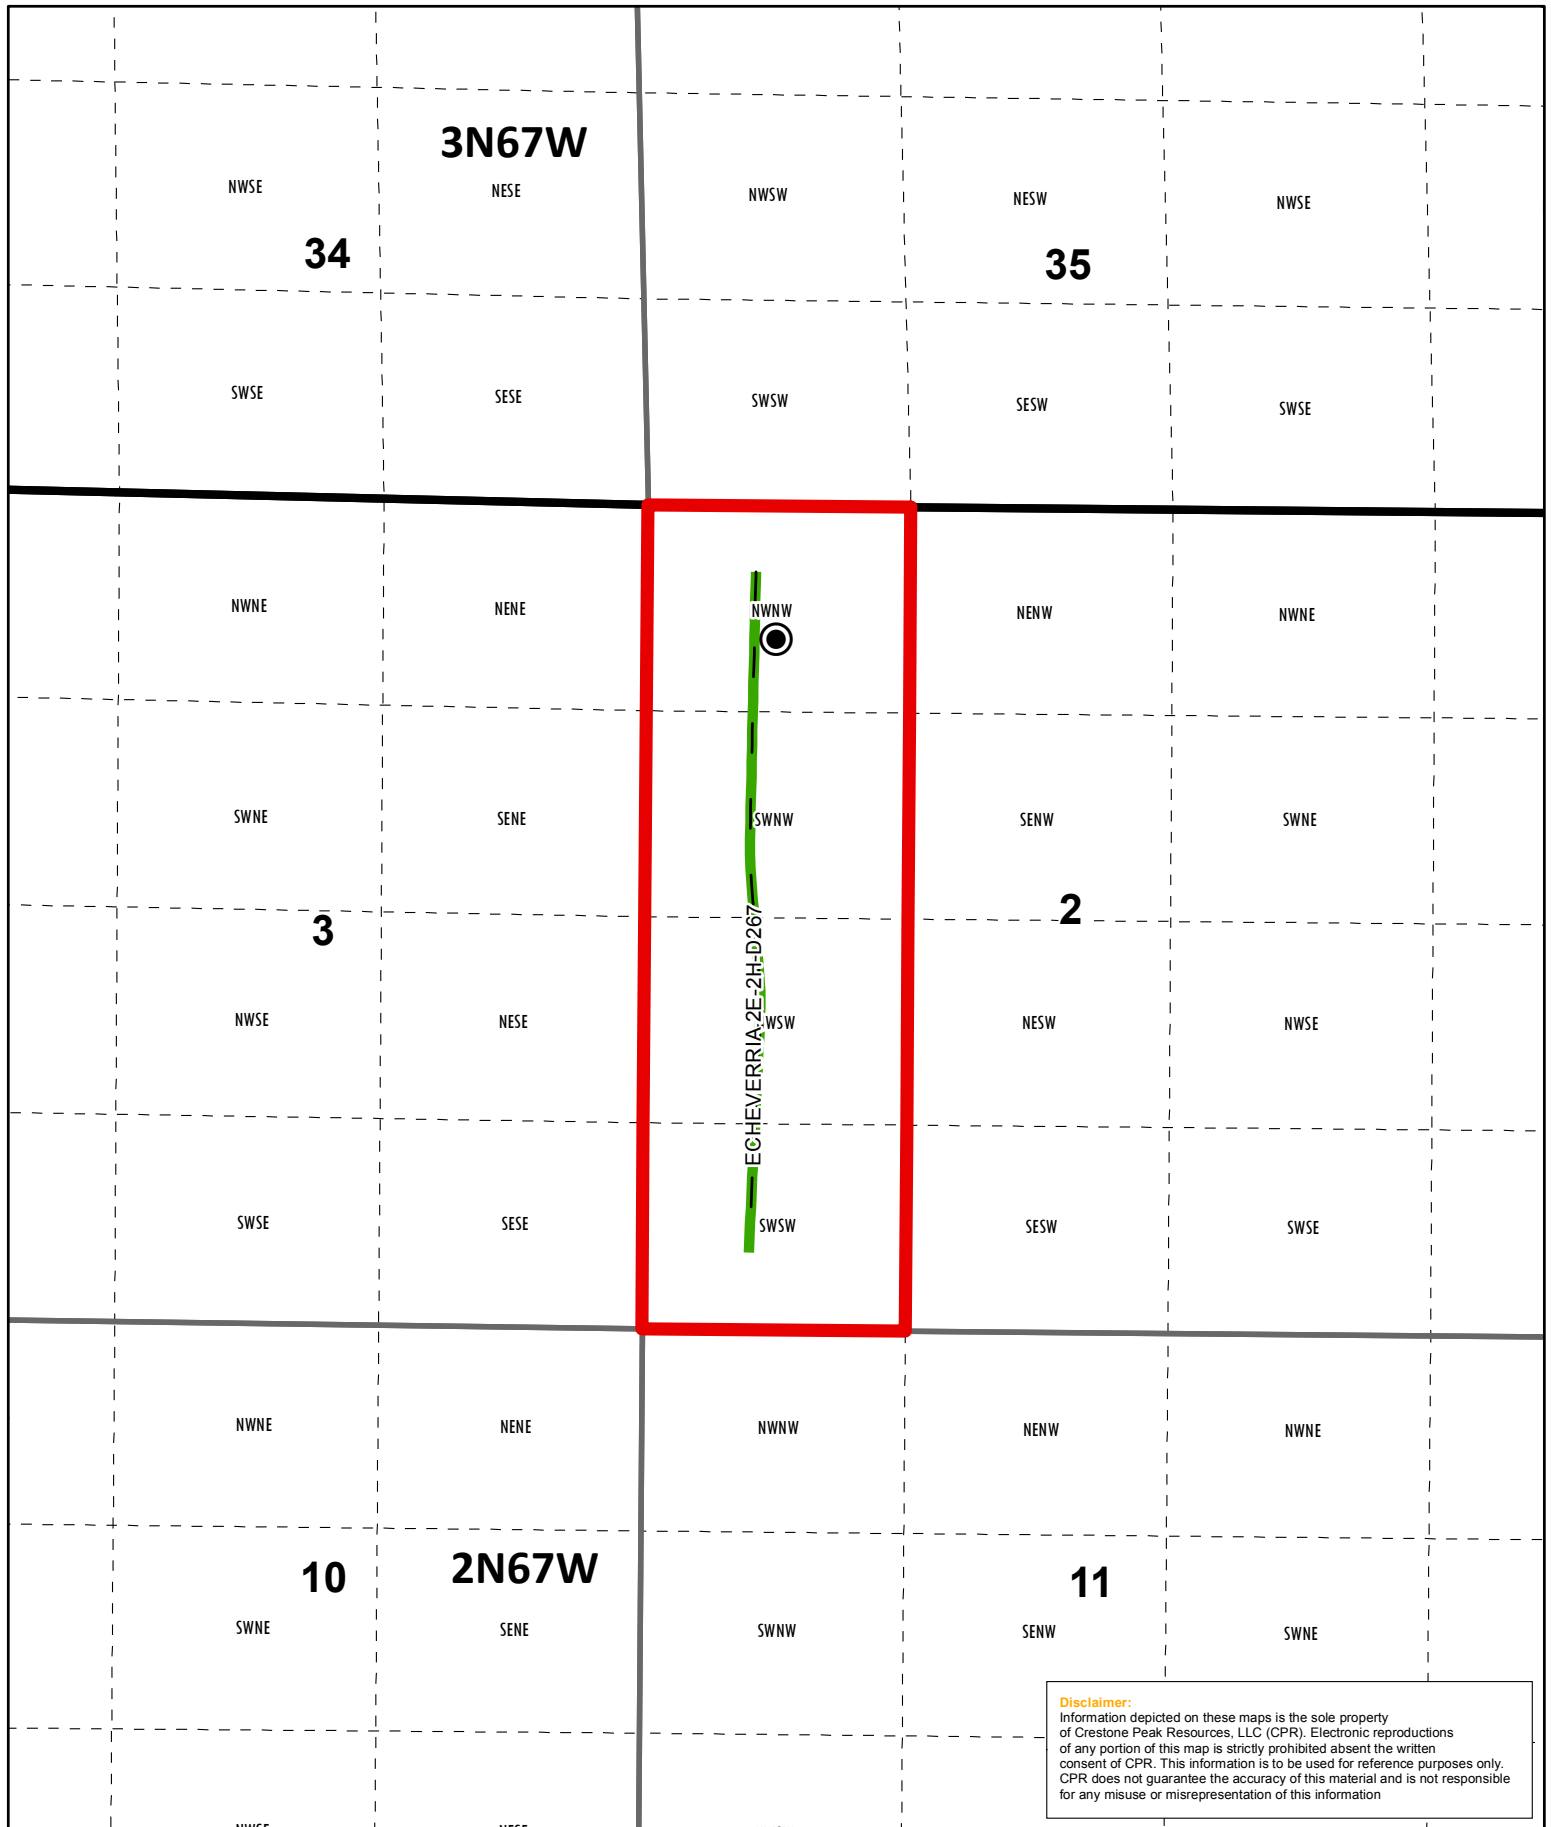 3N67W
NWSE NESE NWSW NESW NWSE
34 35
SWSE SESE SWSW SESW SWSE
NWNE NENE NWNW NENW NWNE
SWNE SENE SWNW SENW SWNE
3 2
ECHEVERRIA 2E-2H-D267
NWSE NESE WSW NESW NWSE
SWSE SESE SWSW SESW SWSE
NWNE NENE NWNW NENW NWNE
10 2N67W 11
SWNE SENE SWNW SENW SWNE
Disclaimer:
Information depicted on these maps is the sole property
of Crestone Peak Resources, LLC (CPR). Electronic reproductions
of any portion of this map is strictly prohibited absent the written
consent of CPR. This information is to be used for reference purposes only.
CPR does not guarantee the accuracy of this material and is not responsible
for any misuse or misrepresentation of this information